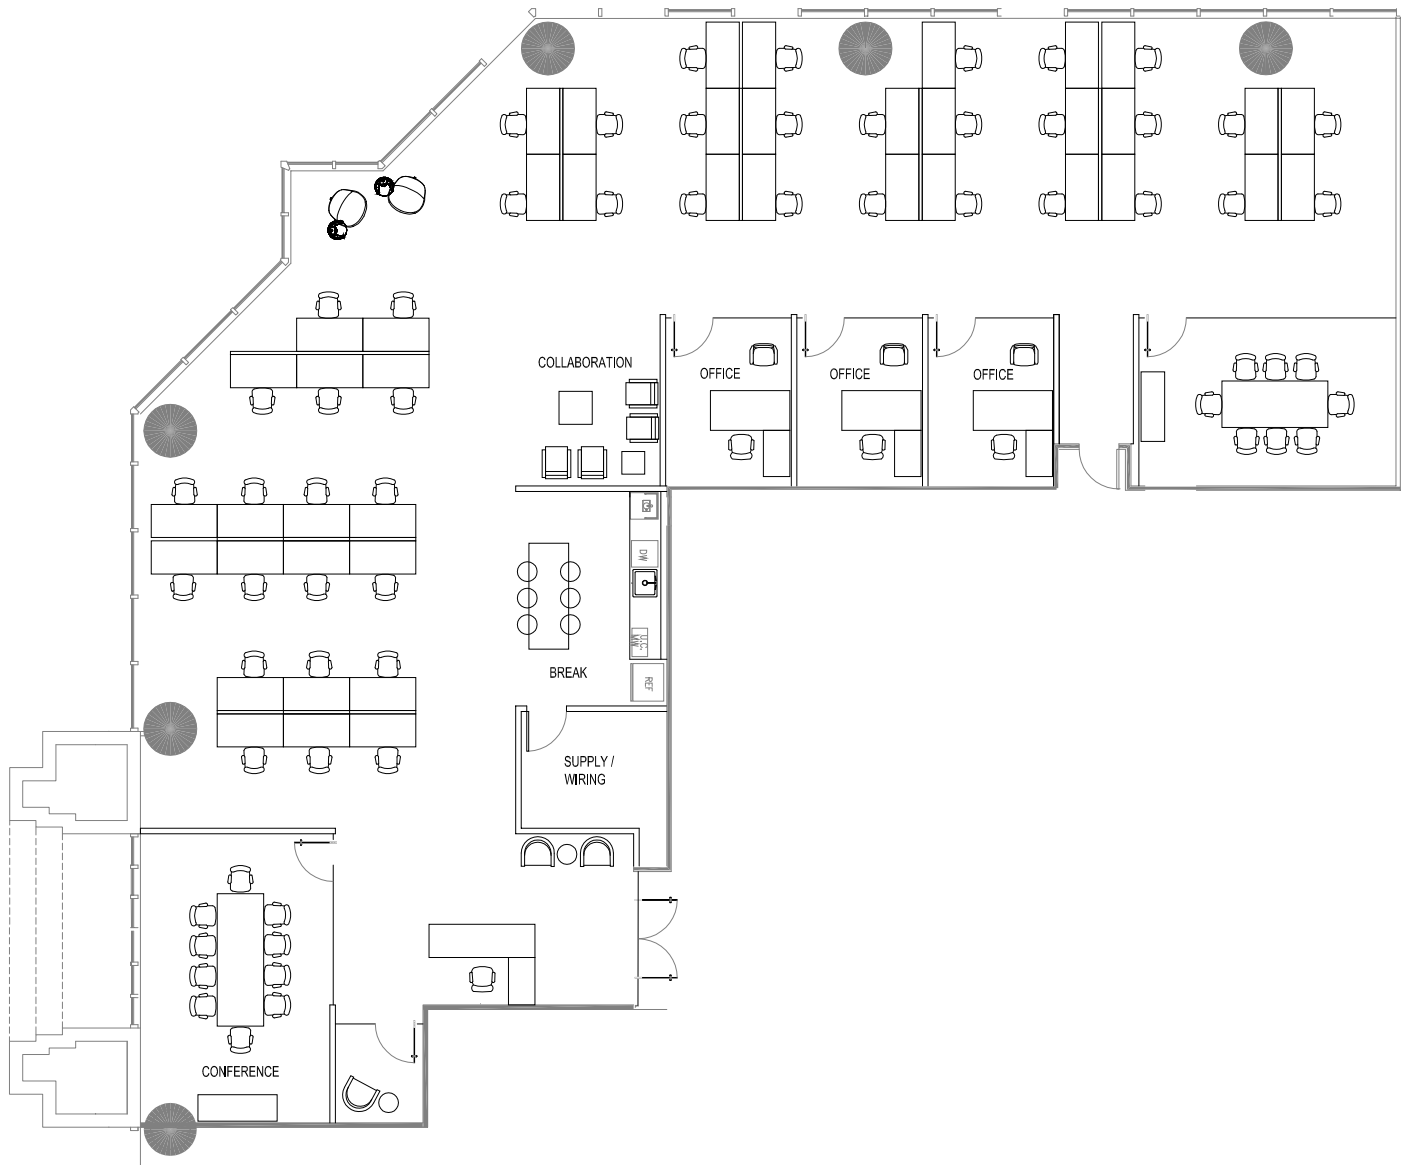 COLLABORATION
OFFICE
OFFICE
OFFICE
DW
U.C.
MW
REF
BREAK
SUPPLY /
WIRING
CONFERENCE